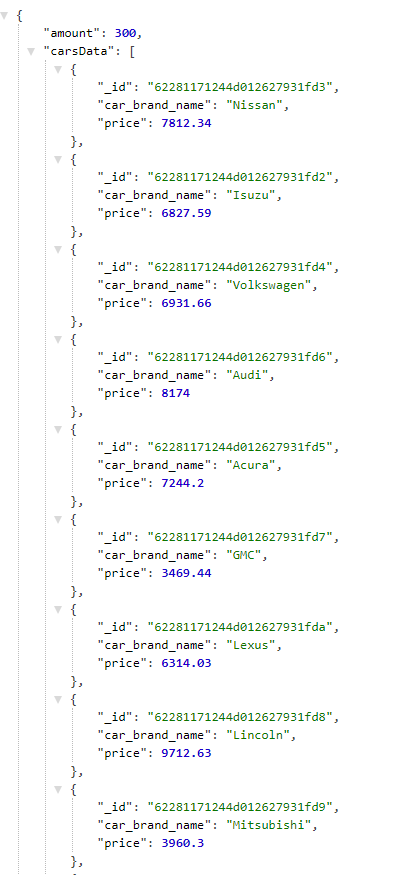 {
"amount": 300,
"carsData": [
{
"_id": "62281171244d012627931fd3",
"car_brand_name": "Nissan",
"price": 7812.34
},
{
"_id": "62281171244d012627931fd2",
"car_brand_name": "Isuzu",
"price": 6827.59
},
{
"_id": "62281171244d012627931fd4",
"car_brand_name": "Volkswagen",
"price": 6931.66
},
{
"_id": "62281171244d012627931fd6",
"car_brand_name": "Audi",
"price": 8174
},
{
"_id": "62281171244d012627931fd5",
"car_brand_name": "Acura",
"price": 7244.2
},
{
"_id": "62281171244d012627931fd7",
"car_brand_name": "GMC",
"price": 3469.44
},
{
"_id": "62281171244d012627931fda",
"car_brand_name": "Lexus",
"price": 6314.03
},
{
"_id": "62281171244d012627931fd8",
"car_brand_name": "Lincoln",
"price": 9712.63
},
{
"_id": "62281171244d012627931fd9",
"car_brand_name": "Mitsubishi",
"price": 3960.3
},